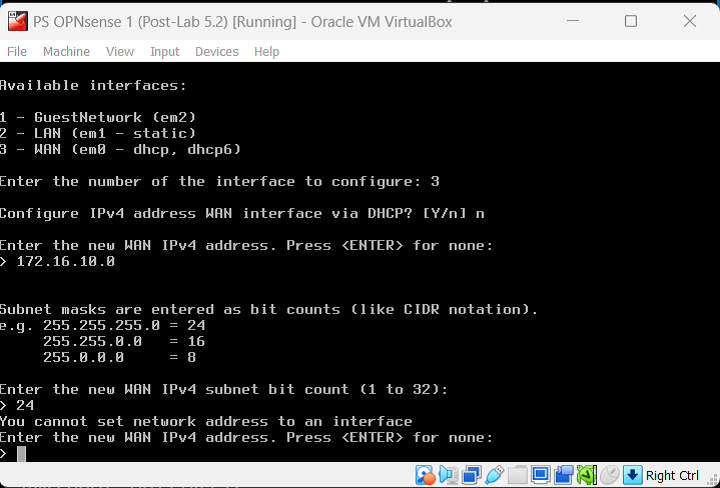 PS OPNsense 1 (Post-Lab 5.2) [Running] - Oracle VM VirtualBox
File Machine View Input Devices Help
Available interfaces:
1 - GuestNetwork (em2)
2 - LAN (em1 - static)
3 - WAN (em0 - dhcp, dhcp6)
Enter the number of the interface to configure: 3
Configure IPv4 address WAN interface via DHCP? [Y/n] n
Enter the new WAN IPv4 address. Press <ENTER> for none:
> 172.16.10.0
Subnet masks are entered as bit counts (like CIDR notation).
e.g. 255.255.255.0 = 24
255.255.0.0 = 16
255.0.0.0 = 8
Enter the new WAN IPv4 subnet bit count (1 to 32):
> 24
You cannot set network address to an interface
Enter the new WAN IPv4 address. Press <ENTER> for none:
>
Right Ctrl